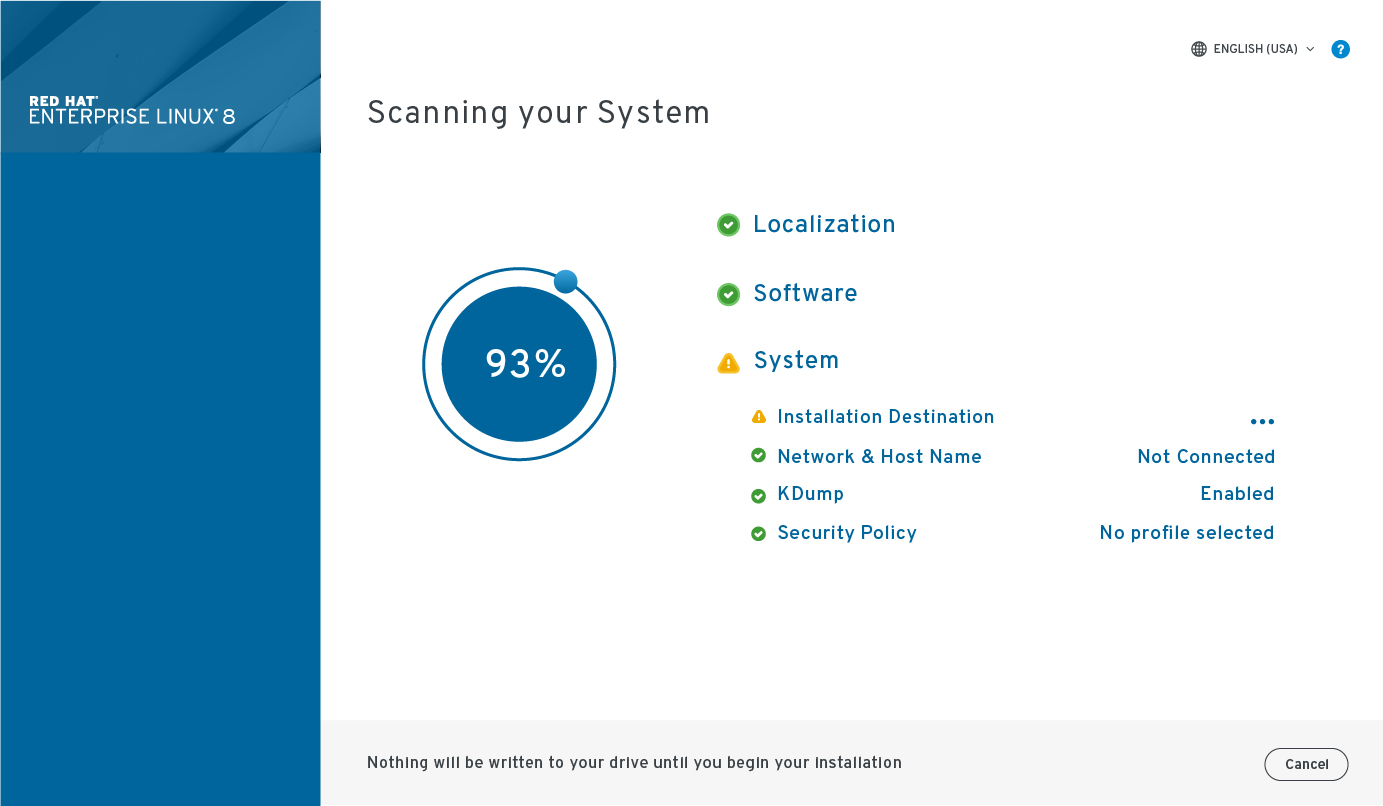 RED HAT®
ENTERPRISE LINUX® 8
ENGLISH (USA)
?
Scanning your System
Localization
Software
93%
System
Installation Destination ...
Network & Host Name Not Connected
KDump Enabled
Security Policy No profile selected
Nothing will be written to your drive until you begin your installation
Cancel